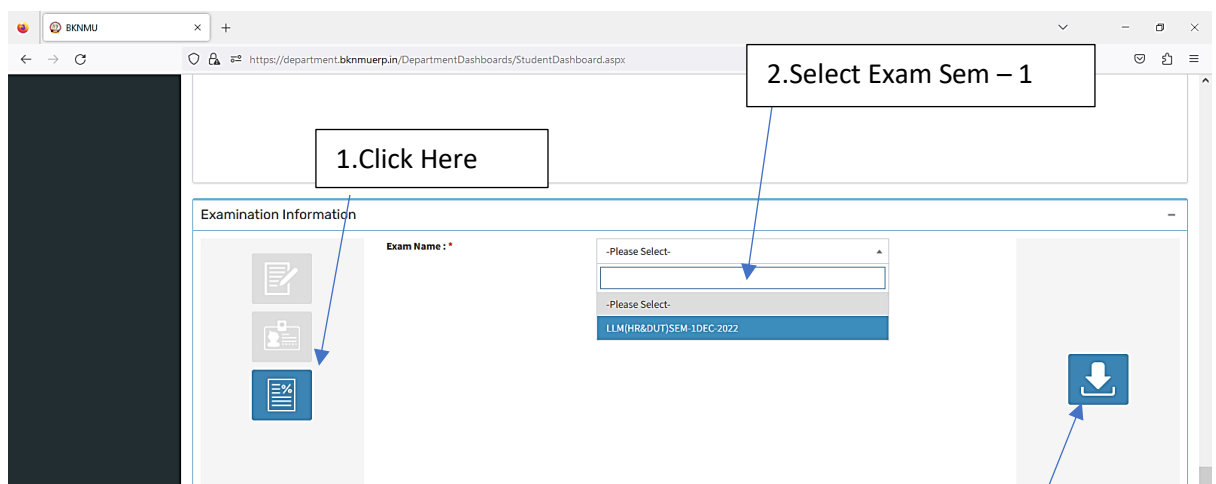 BKNMU
https://department.bknmuerp.in/DepartmentDashboards/StudentDashboard.aspx
2.Select Exam Sem – 1
1.Click Here
Examination Information
Exam Name : *
-Please Select-
-Please Select-
LLM(HR&DUT)SEM-1DEC-2022